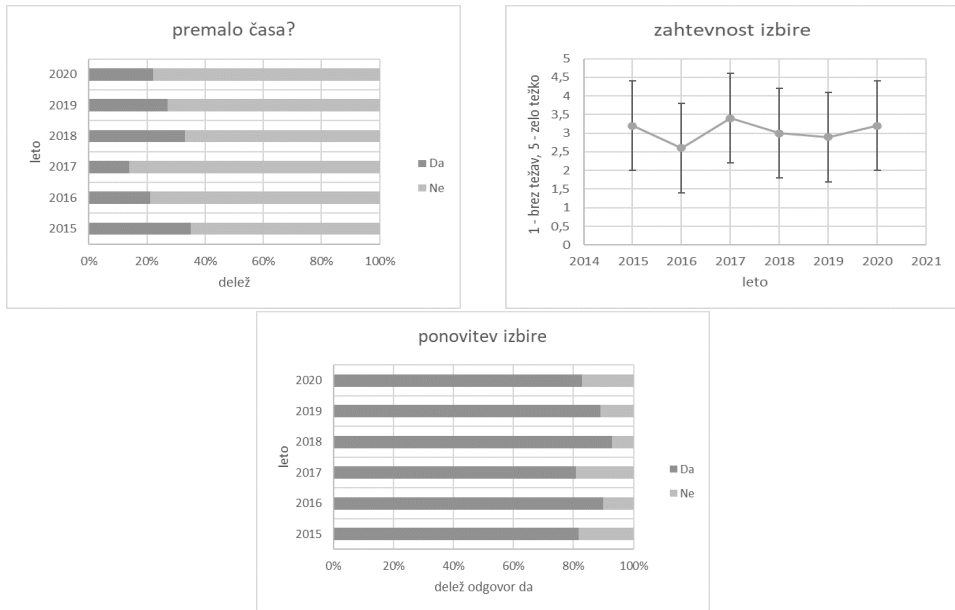 premalo časa?
leto
2020
2019
2018
2017
2016
2015
0% 20% 40% 60% 80% 100%
delež
Da
Ne
zahtevnost izbire
1 - brez težav, 5 - zelo težko
5
4,5
4
3,5
3
2,5
2
1,5
1
0,5
0
2014 2015 2016 2017 2018 2019 2020 2021
leto
ponovitev izbire
leto
2020
2019
2018
2017
2016
2015
0% 20% 40% 60% 80% 100%
delež odgovor da
Da
Ne